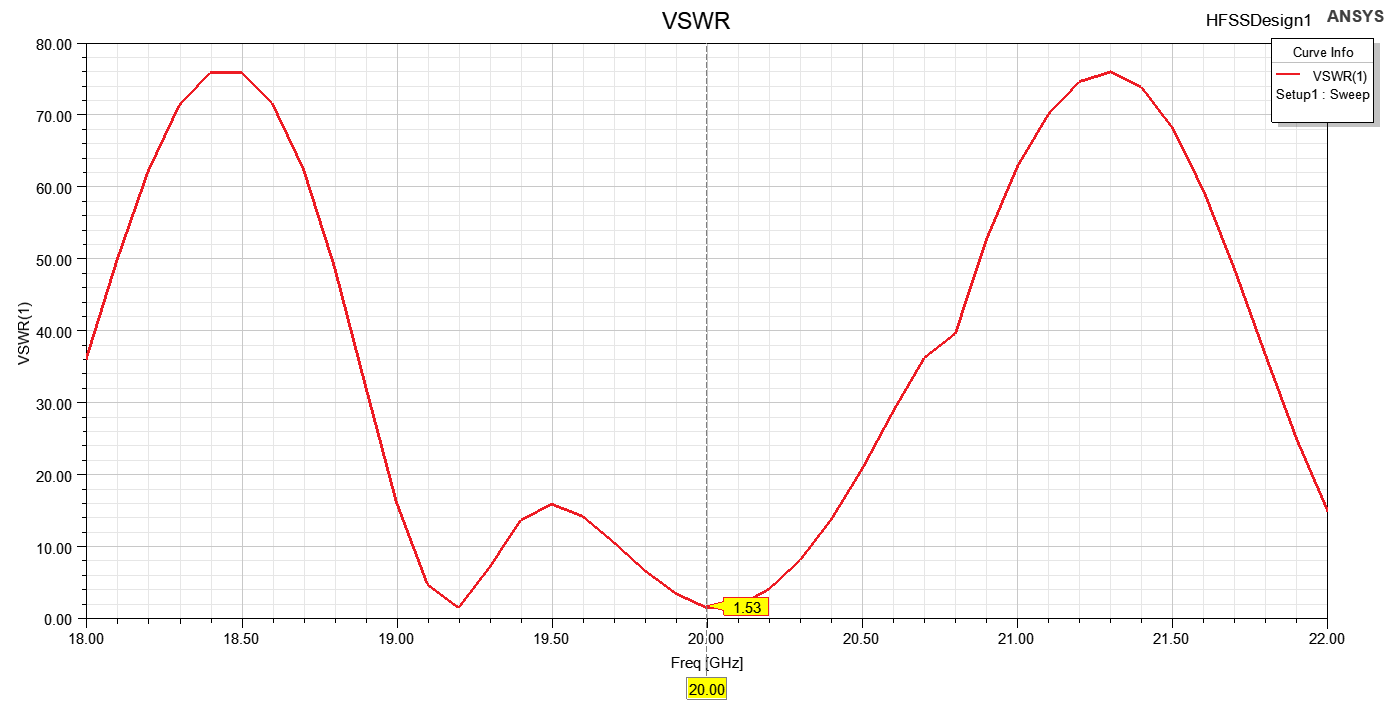 VSWR
HFSSDesign1
ANSYS
Curve Info
VSWR(1)
Setup1 : Sweep
80.00
70.00
60.00
50.00
40.00
30.00
20.00
10.00
0.00
VSWR(1)
1.53
18.00 18.50 19.00 19.50 20.00 20.50 21.00 21.50 22.00
Freq [GHz]
20.00